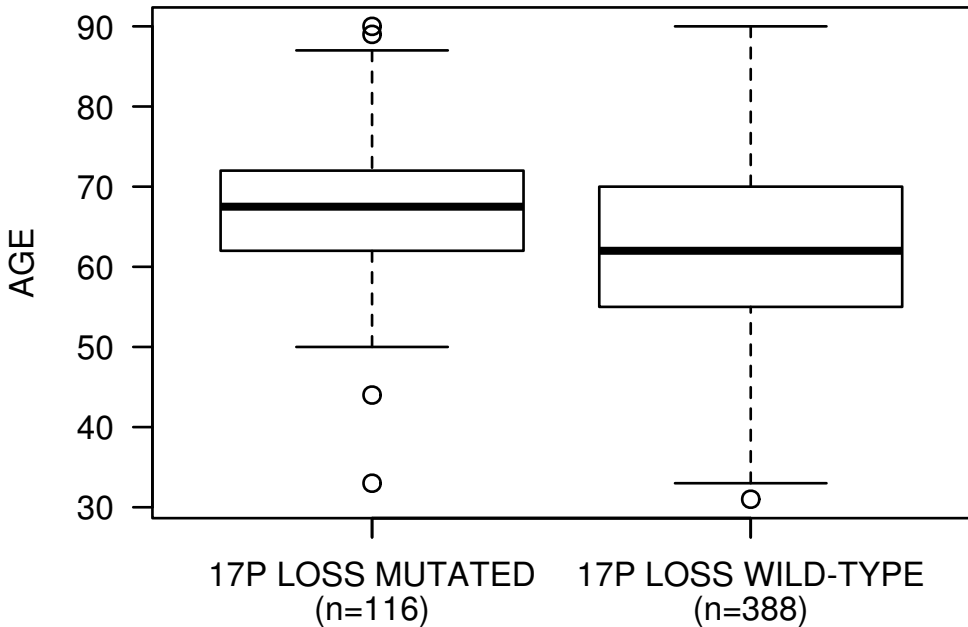 AGE
90
80
70
60
50
40
30
17P LOSS MUTATED
(n=116)
17P LOSS WILD-TYPE
(n=388)